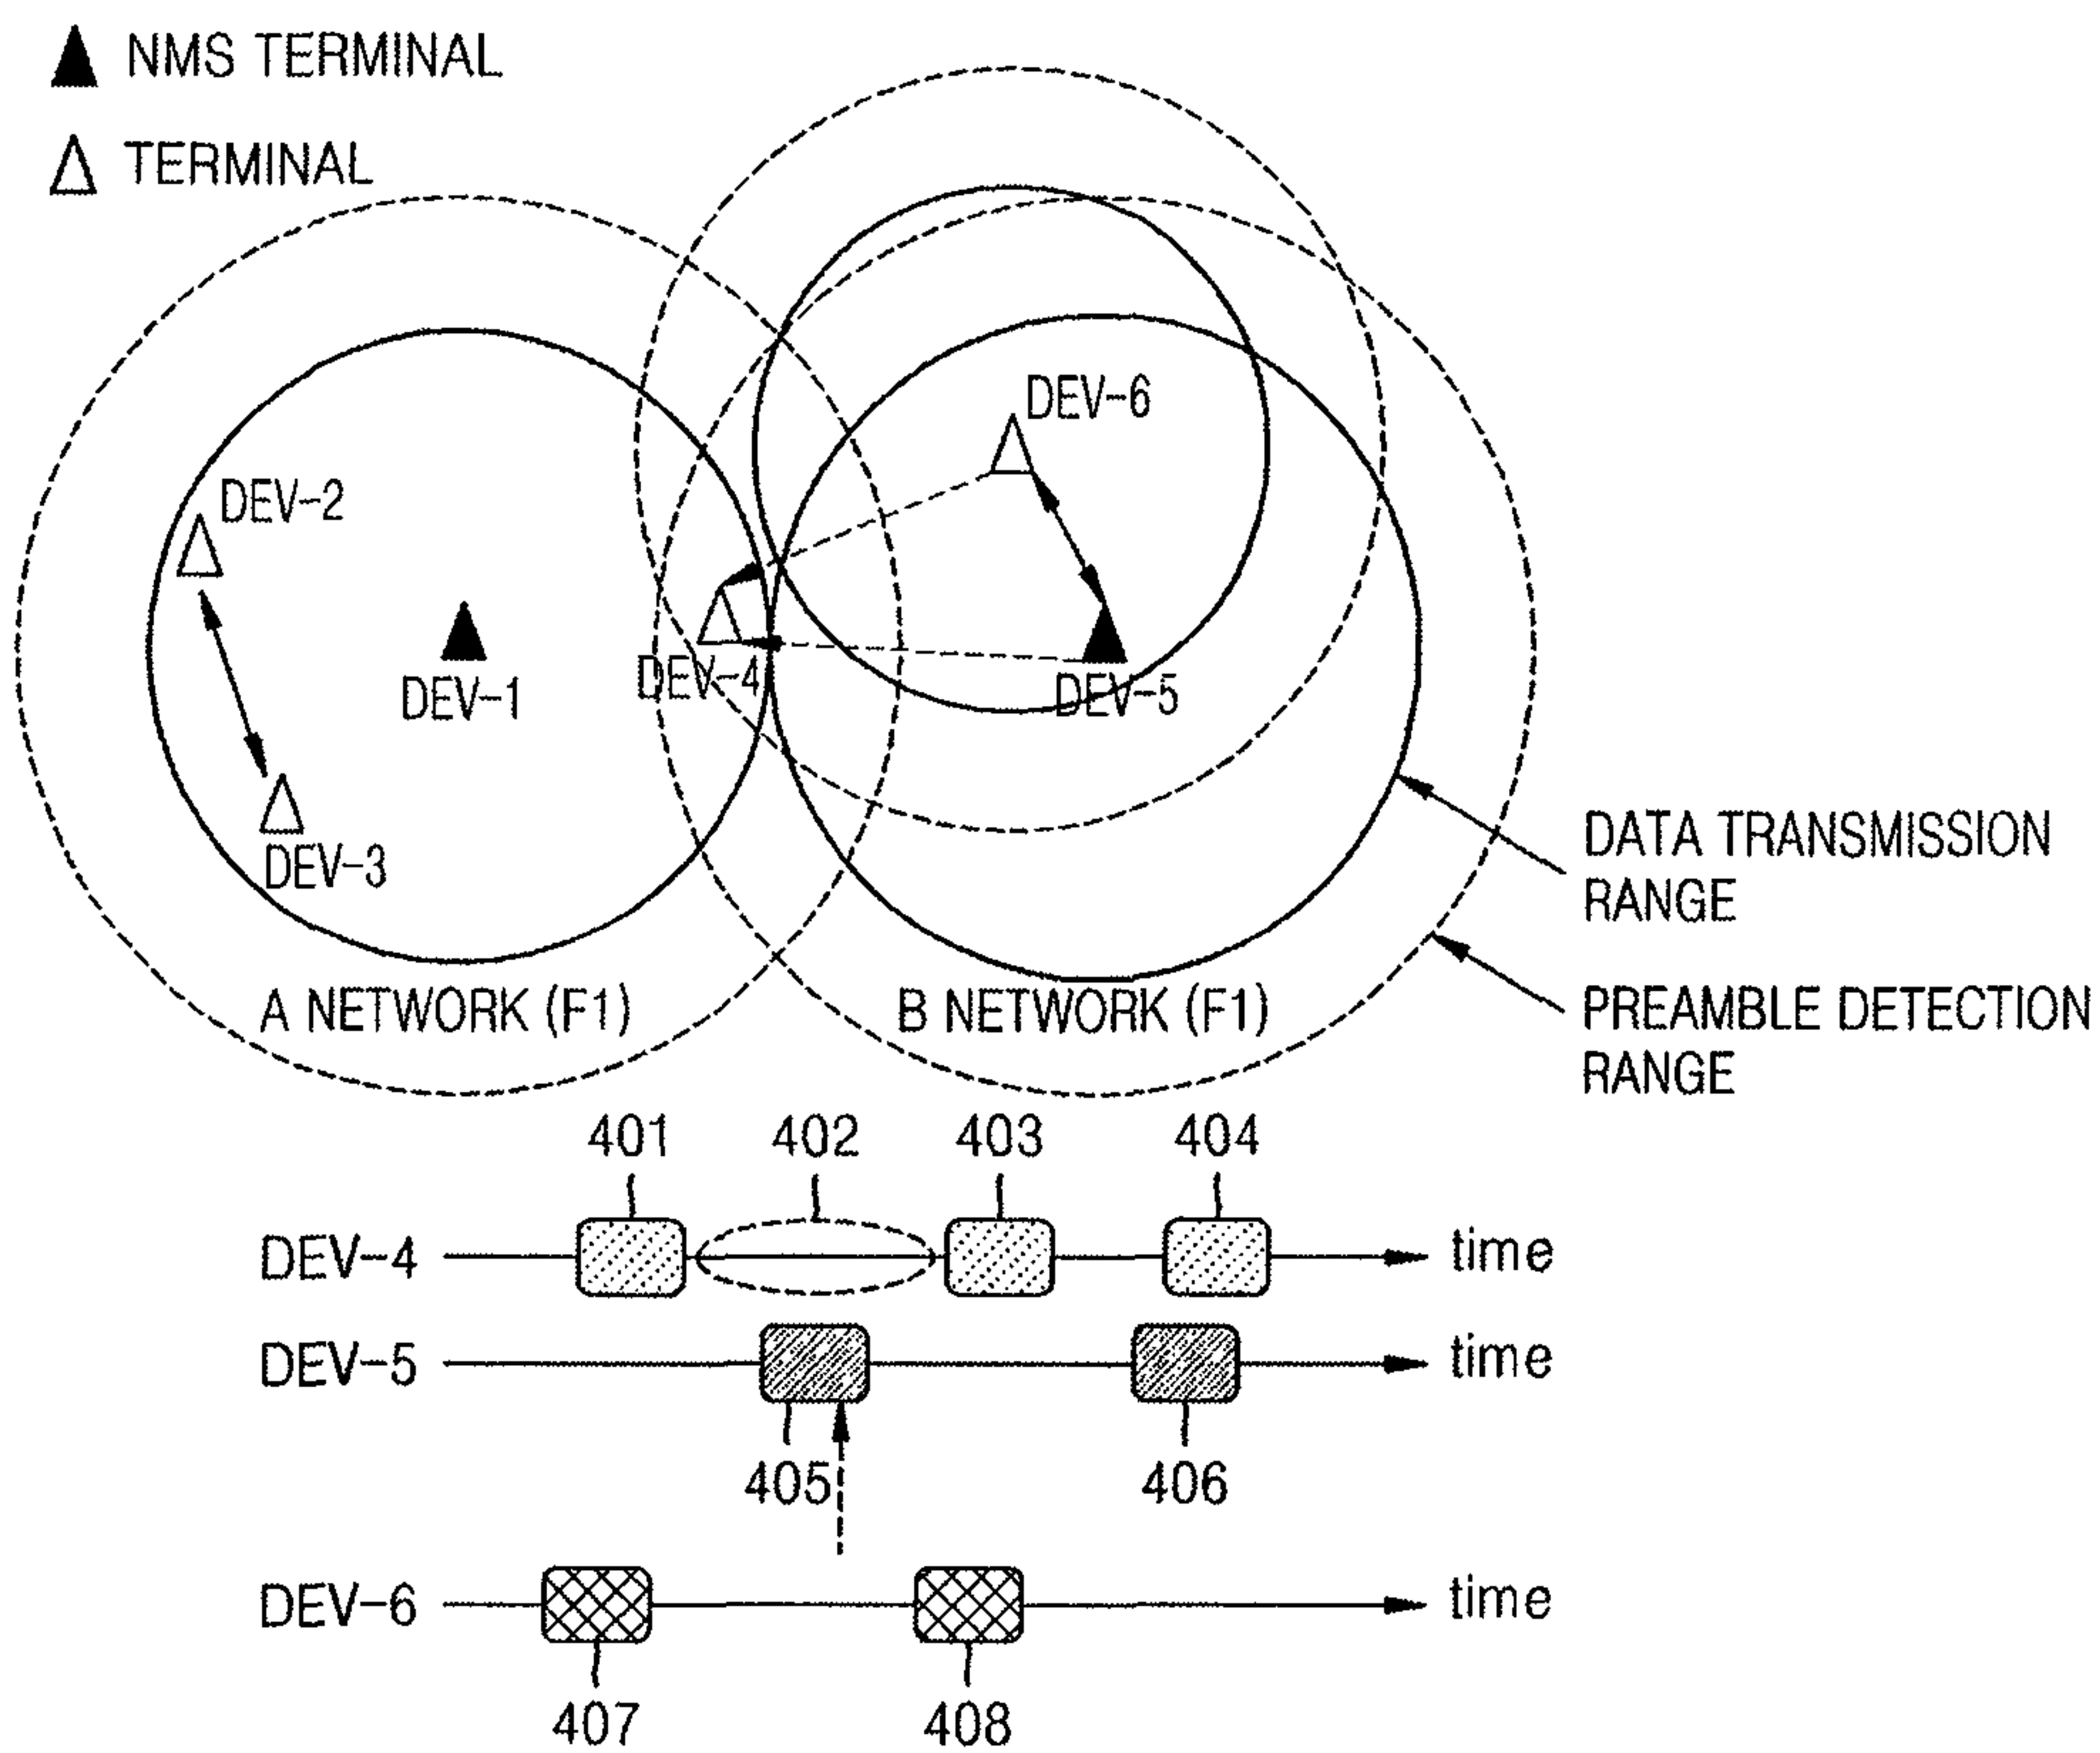 NMS TERMINAL
TERMINAL
DEV-6
DEV-2
DEV-1
DEV-4
DEV-5
DEV-3
DATA TRANSMISSION
RANGE
A NETWORK (F1)
B NETWORK (F1)
PREAMBLE DETECTION
RANGE
401
402
403
404
DEV-4
time
DEV-5
time
405
406
DEV-6
time
407
408